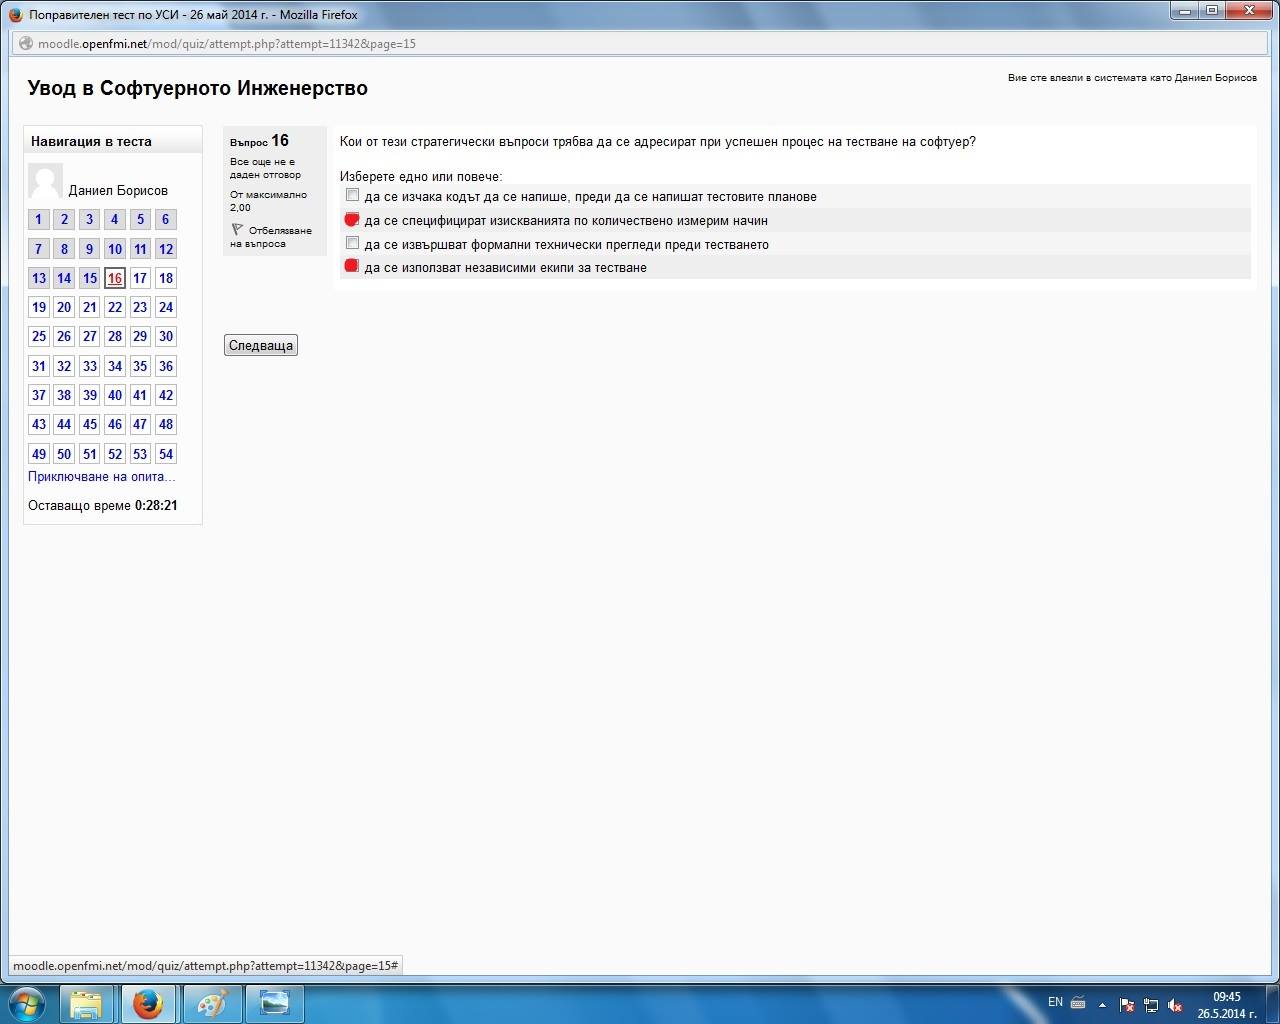 Поправителен тест по УСИ - 26 май 2014 г. - Mozilla Firefox
moodle.openfmi.net/mod/quiz/attempt.php?attempt=11342&page=15
Вие сте влезли в системата като Даниел Борисов
Увод в Софтуерното Инженерство
Навигация в теста
Даниел Борисов
1 2 3 4 5 6
7 8 9 10 11 12
13 14 15 16 17 18
19 20 21 22 23 24
25 26 27 28 29 30
31 32 33 34 35 36
37 38 39 40 41 42
43 44 45 46 47 48
49 50 51 52 53 54
Приключване на опита...
Оставащо време 0:28:21
Въпрос 16
Все още не е
даден отговор
От максимално
2,00
Отбелязване
на въпроса
Кои от тези стратегически въпроси трябва да се адресират при успешен процес на тестване на софтуер?
Изберете едно или повече:
да се изчака кодът да се напише, преди да се напишат тестовите планове
да се специфицират изискванията по количествено измерим начин
да се извършват формални технически прегледи преди тестването
да се използват независими екипи за тестване
Следваща
moodle.openfmi.net/mod/quiz/attempt.php?attempt=11342&page=15#
EN
09:45
26.5.2014 г.